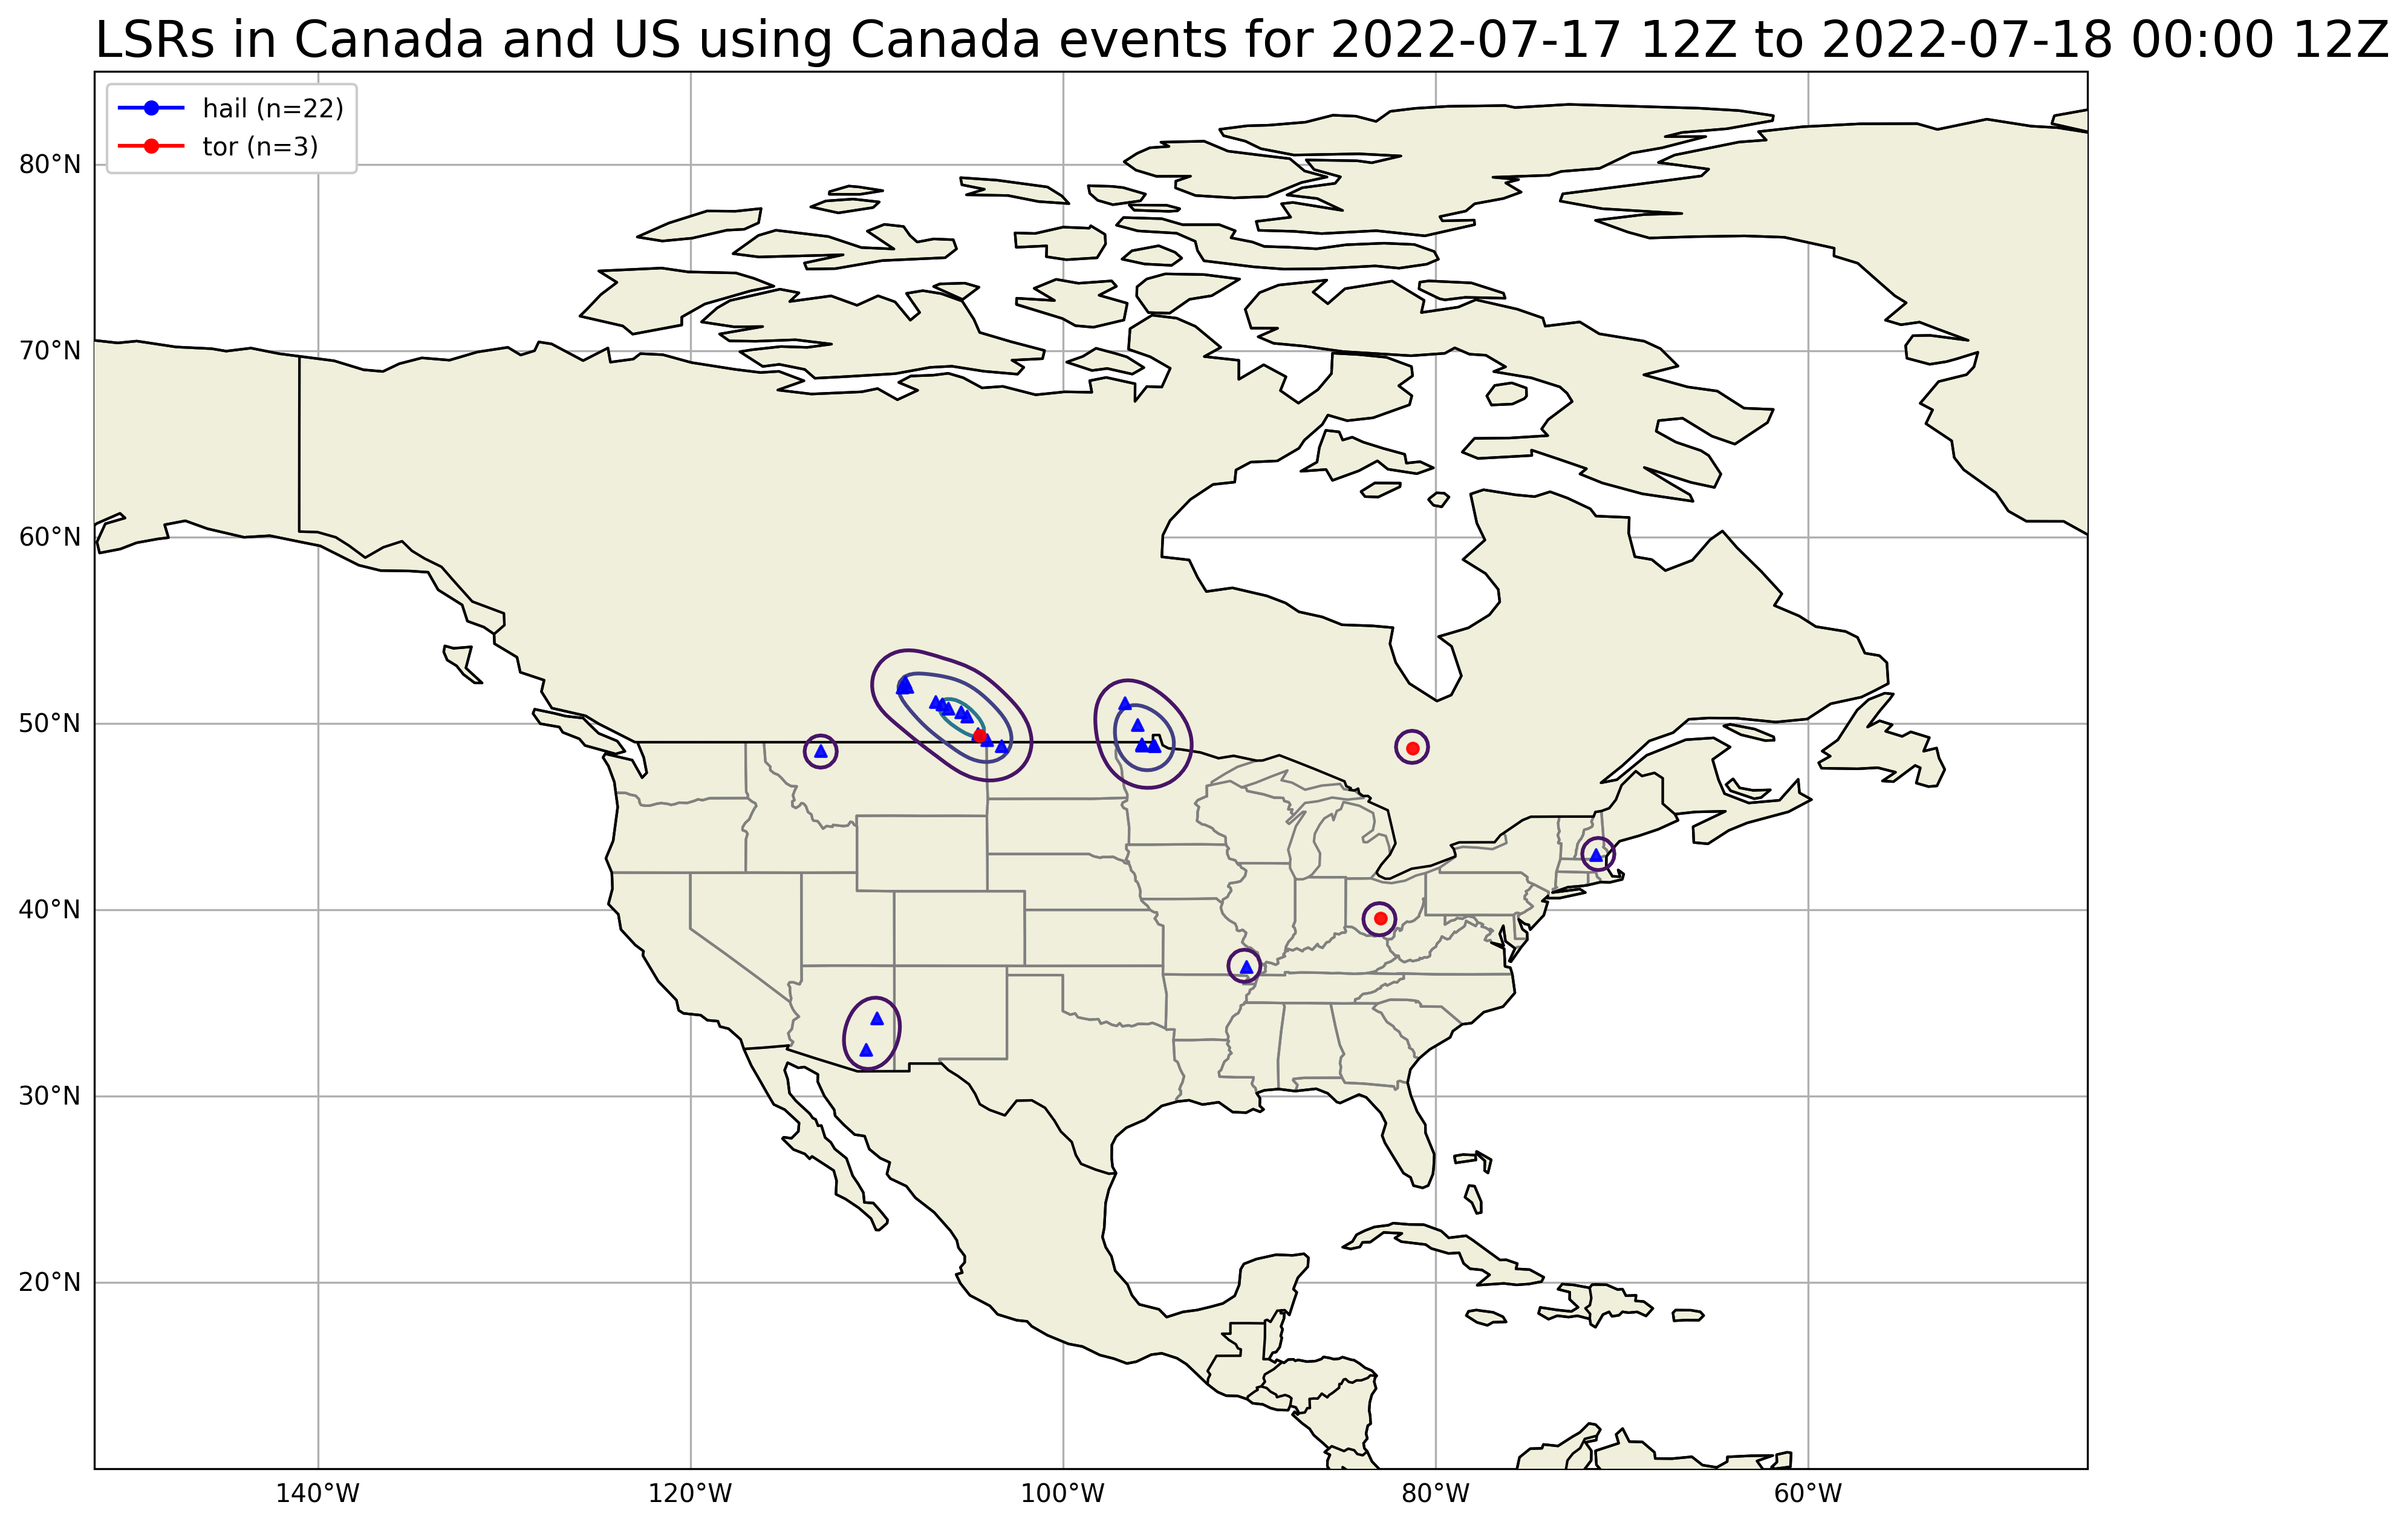 LSRs in Canada and US using Canada events for 2022-07-17 12Z to 2022-07-18 00:00 12Z
hail (n=22)
tor (n=3)
80°N
70°N
60°N
50°N
40°N
30°N
20°N
140°W
120°W
100°W
80°W
60°W